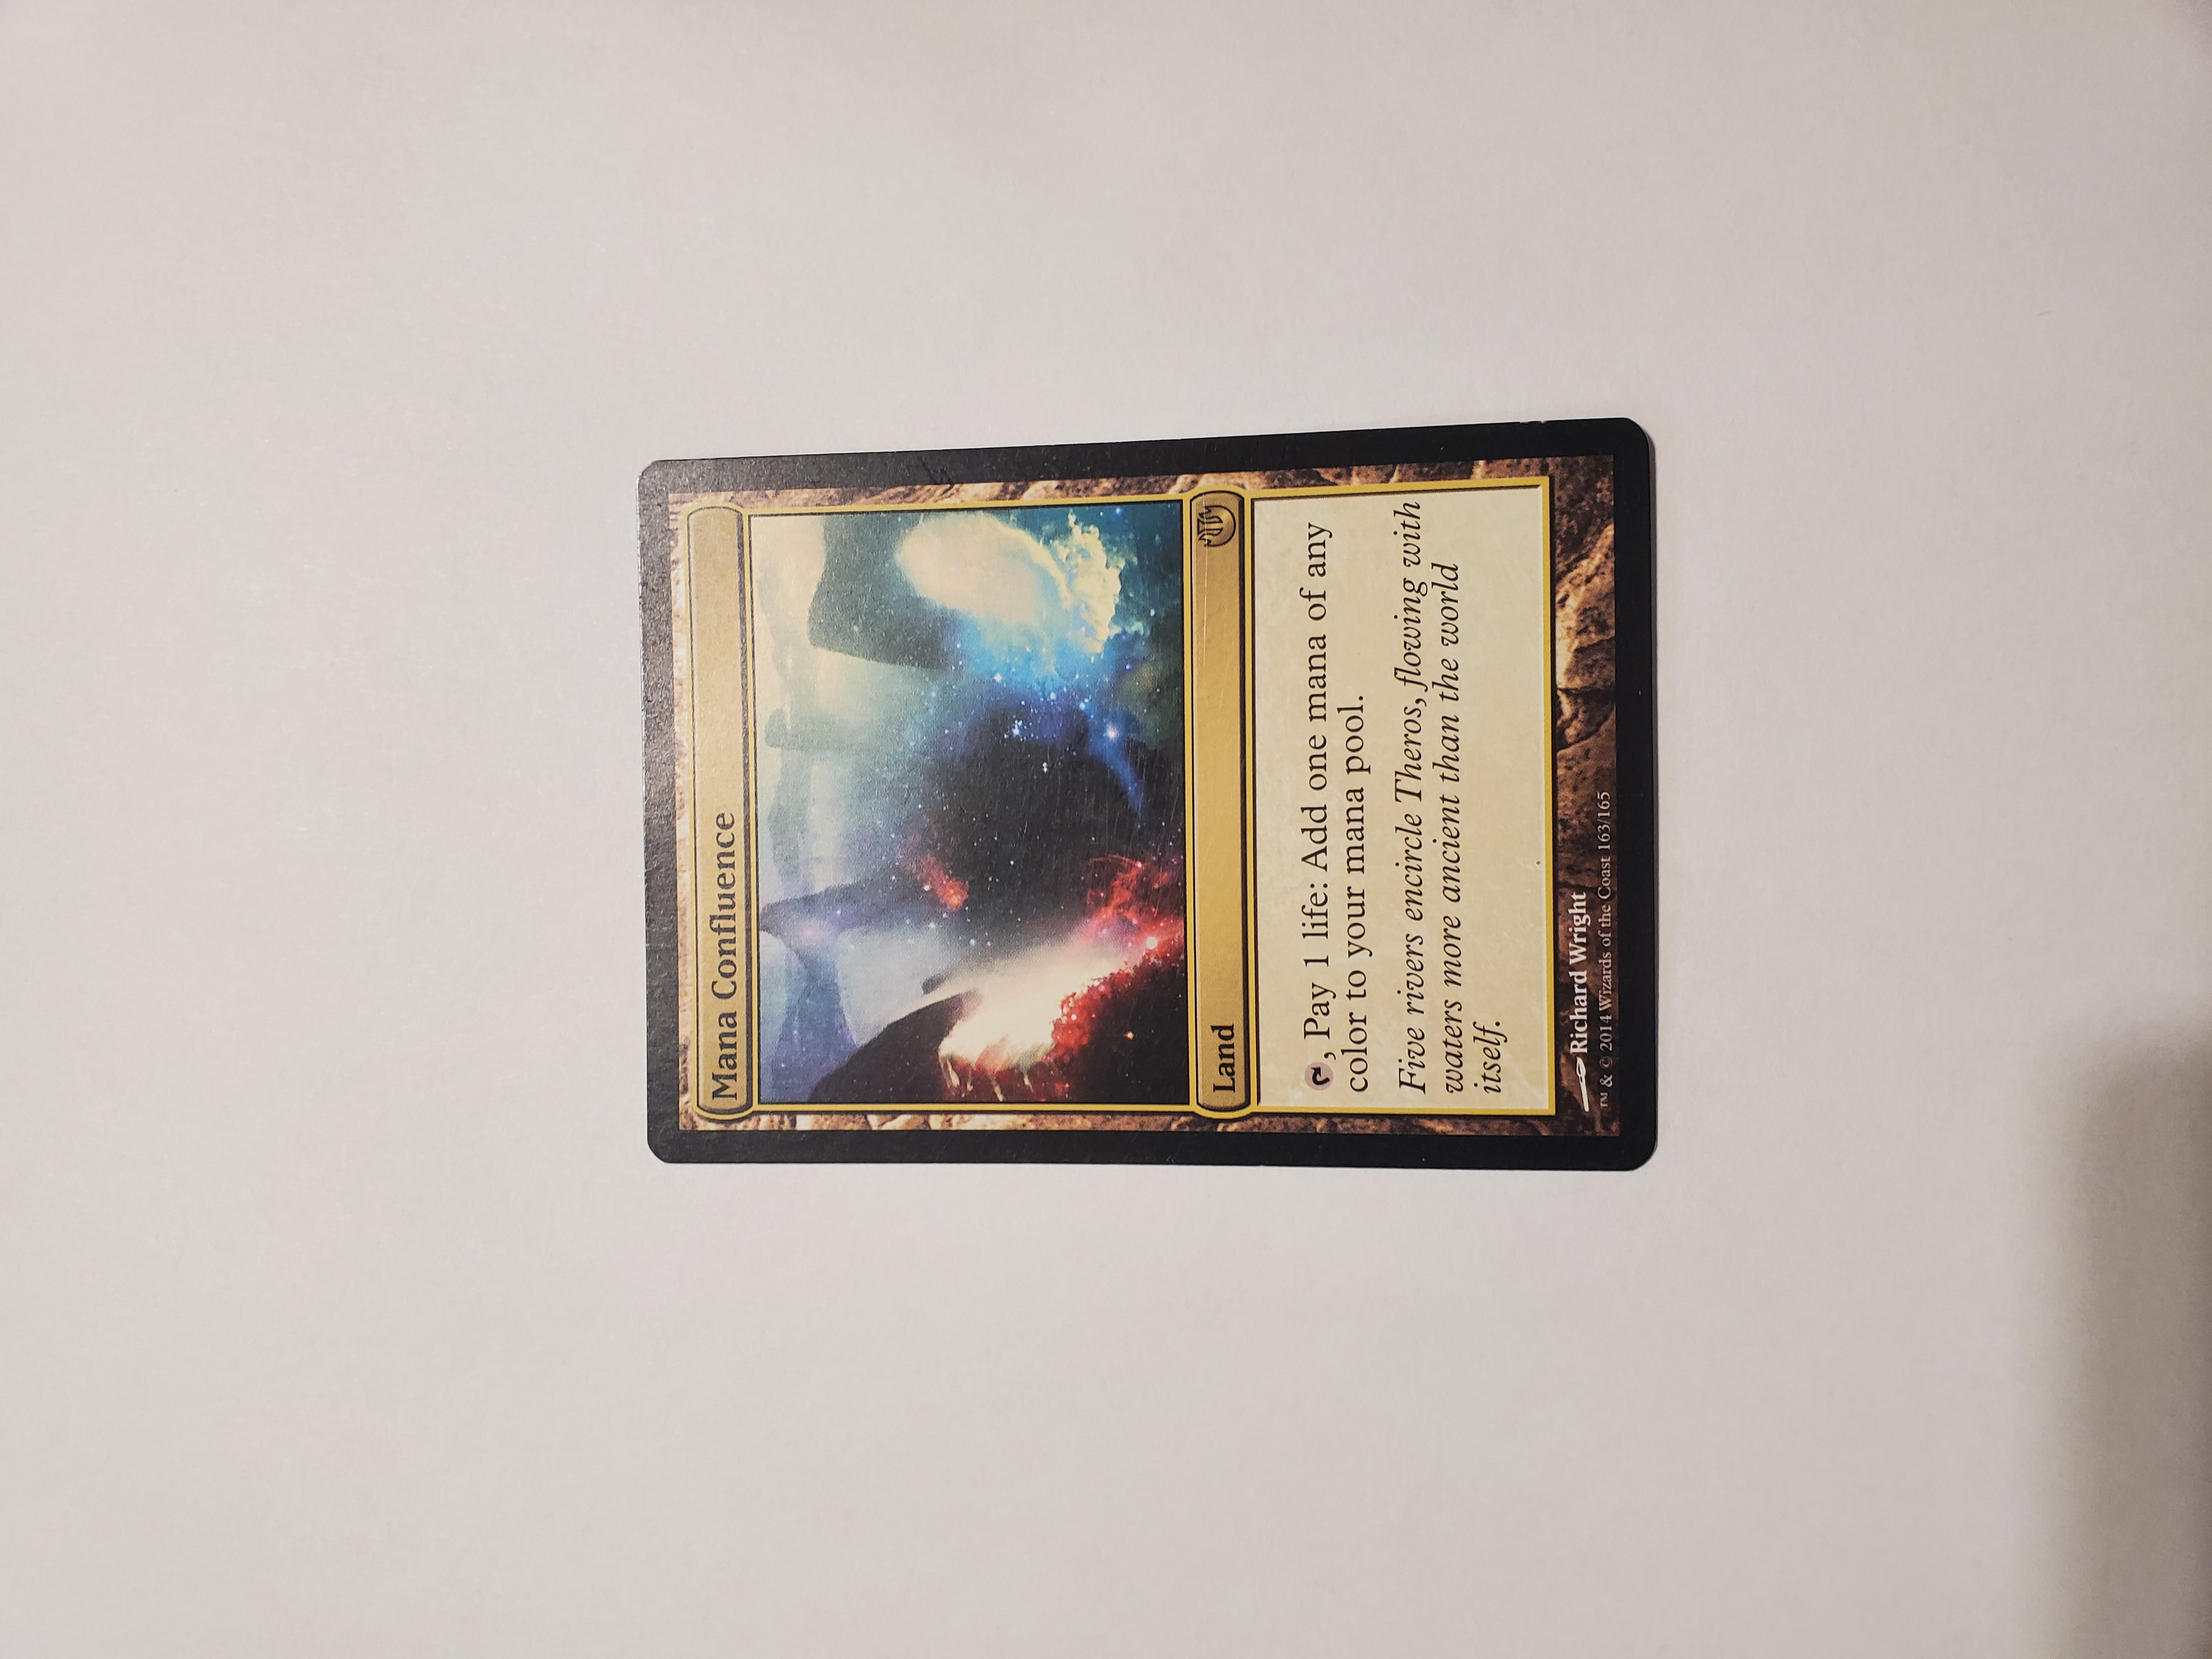 Mana Confluence
Land
, Pay 1 life: Add one mana of any
color to your mana pool.
Five rivers encircle Theros, flowing with
waters more ancient than the world
itself.
Richard Wright
™ & © 2014 Wizards of the Coast 163/165